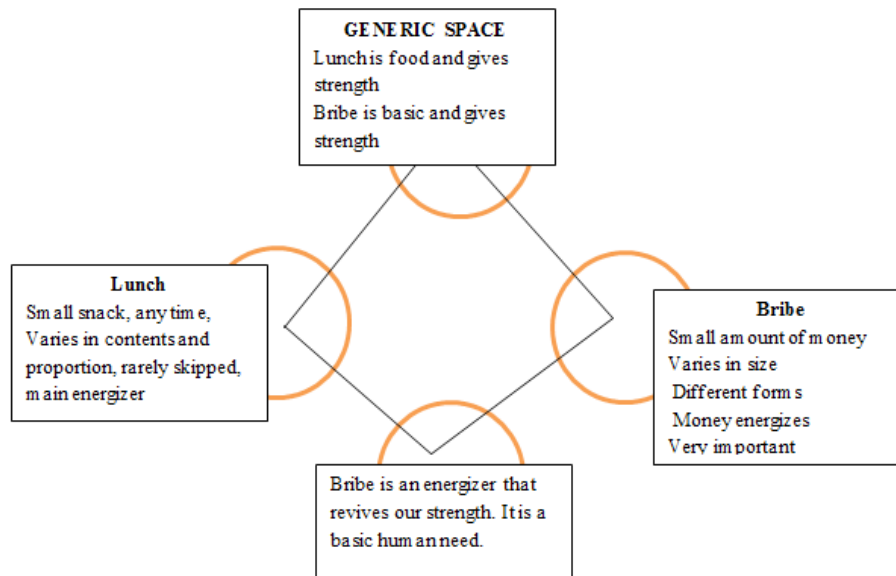 GENERIC SPACE
Lunch is food and gives
strength
Bribe is basic and gives
strength
Lunch
Small snack, any time,
Varies in contents and
proportion, rarely skipped,
main energizer
Bribe
Small amount of money
Varies in size
Different forms
Money energizes
Very important
Bribe is an energizer that
revives our strength. It is a
basic human need.